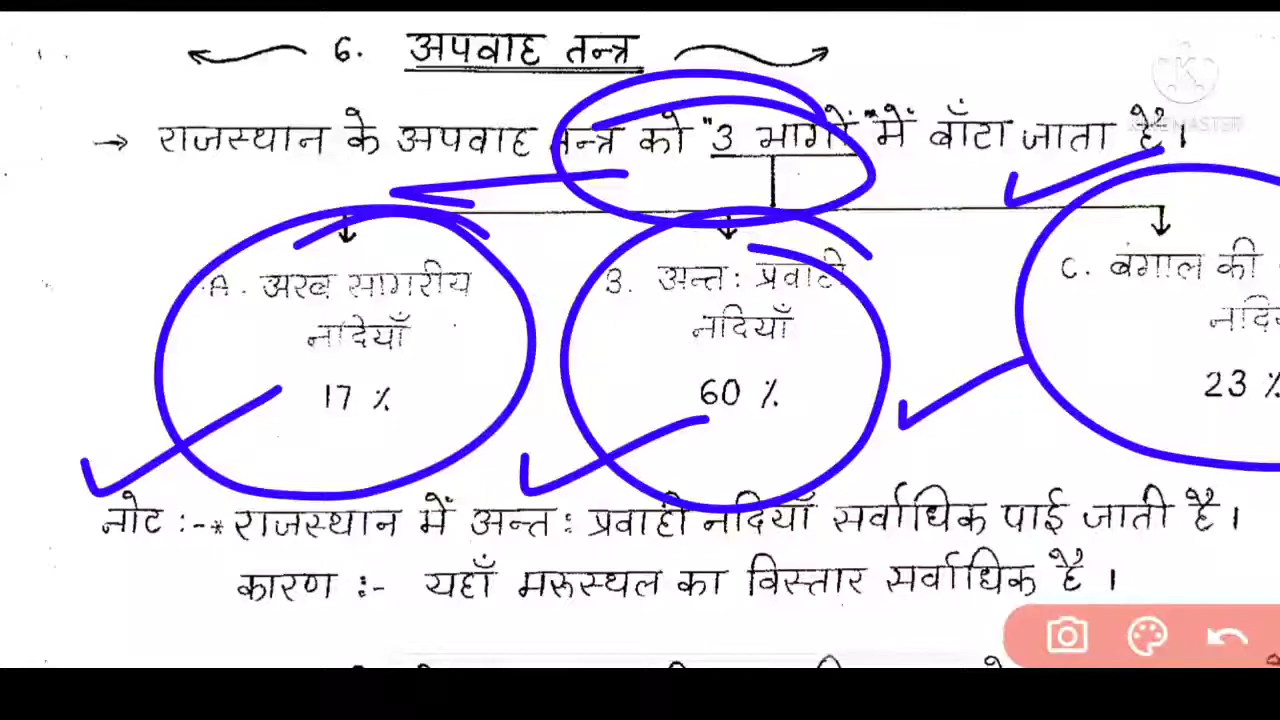 6. अपवाह तन्त्र
→ राजस्थान के अपवाह तन्त्र को "3 भागों" में बाँटा जाता है।
A. अरब सागरीय नदियाँ 17 %
B. अन्तः प्रवाही नदियाँ 60 %
C. बंगाल की 23 %
नोट :-* राजस्थान में अन्तः प्रवाही नदियाँ सर्वाधिक पाई जाती है।
कारण :- यहाँ मरूस्थल का विस्तार सर्वाधिक है ।
KINEMASTER